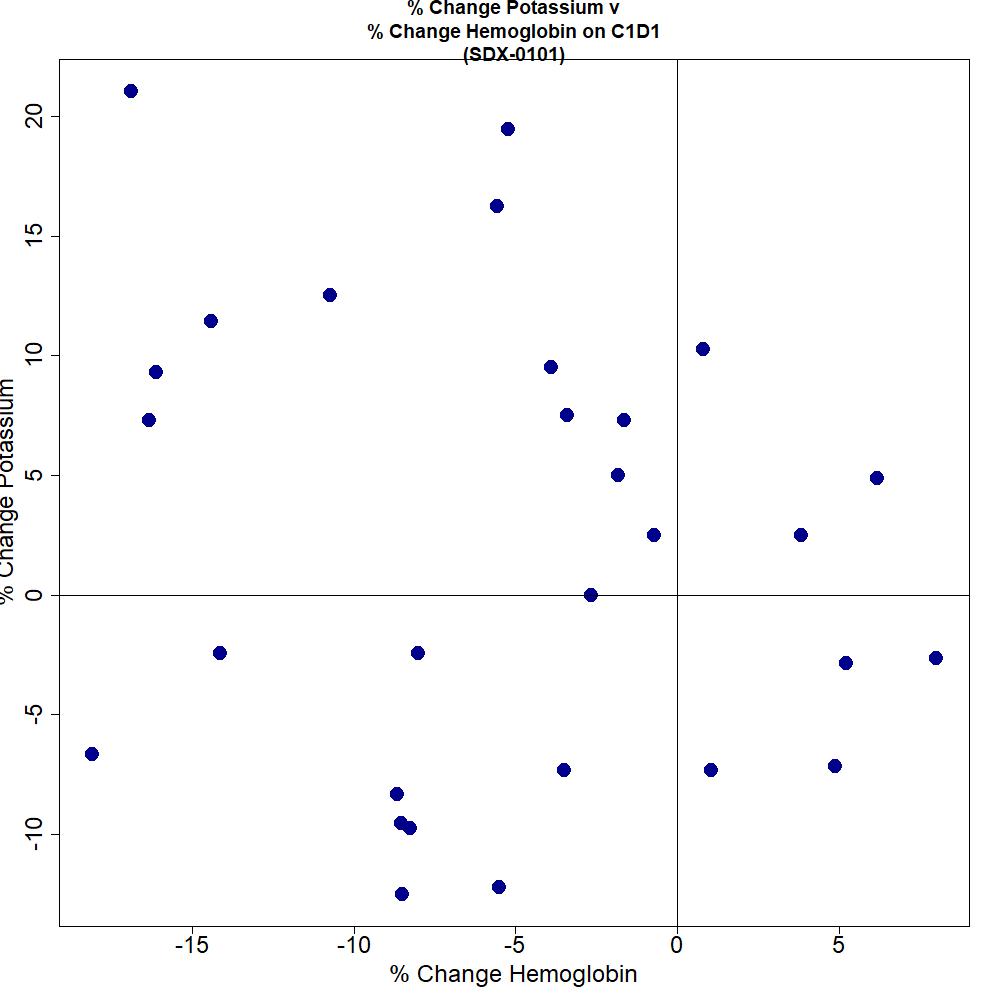 % Change Potassium v
% Change Hemoglobin on C1D1
(SDX-0101)
20
15
10
5
0
-5
-10
% Change Potassium
-15
-10
-5
0
5
% Change Hemoglobin